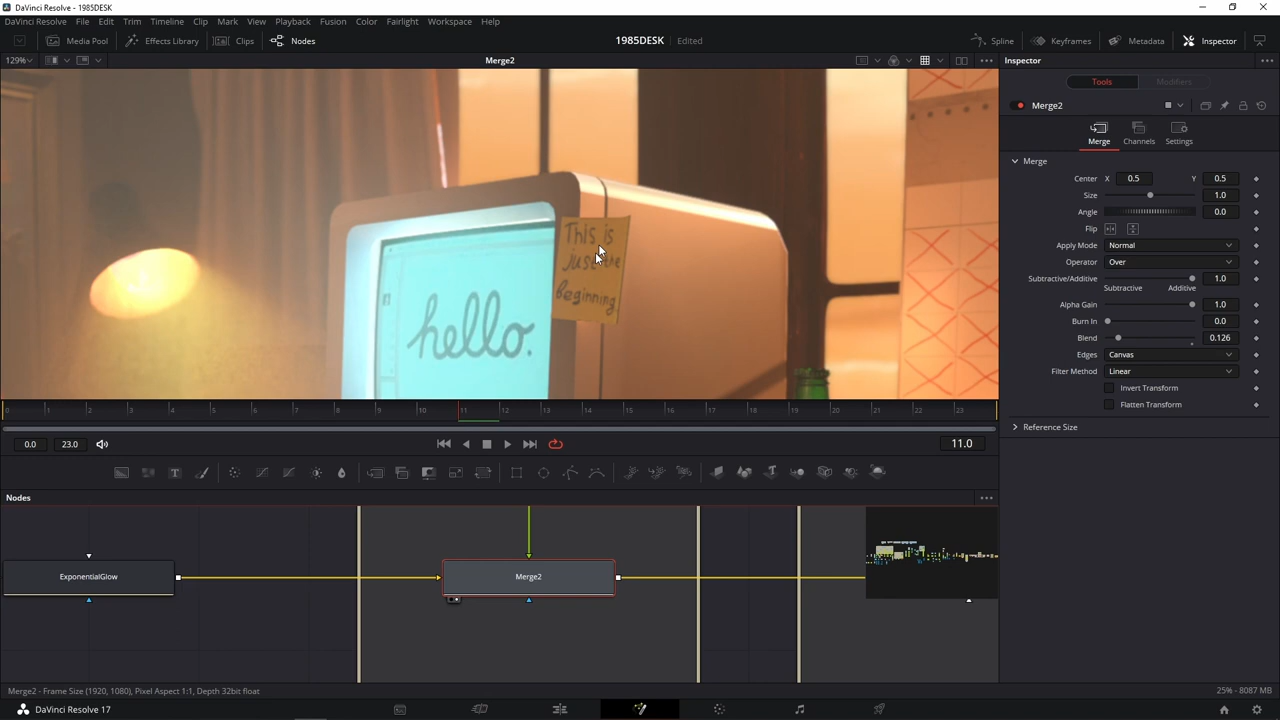 DaVinci Resolve - 1985DESK
DaVinci Resolve File Edit Trim Timeline Clip Mark View Playback Fusion Color Fairlight Workspace Help
Media Pool Effects Library Clips Nodes 1985DESK Edited Spline Keyframes Metadata Inspector
129% Merge2 Inspector
Tools Modifiers
Merge2
Merge Channels Settings
Merge
Center X 0.5 Y 0.5
Size 1.0
Angle 0.0
Flip
Apply Mode Normal
Operator Over
Subtractive/Additive 1.0
Subtractive Additive
Alpha Gain 1.0
Burn In 0.0
Blend 0.126
Edges Canvas
Filter Method Linear
Invert Transform
Flatten Transform
Reference Size
This is
just the
beginning
hello.
0 1 2 3 4 5 6 7 8 9 10 11 12 13 14 15 16 17 18 19 20 21 22 23
0.0 23.0 11.0
Nodes
ExponentialGlow Merge2
Merge2 - Frame Size (1920, 1080), Pixel Aspect 1:1, Depth 32bit float 25% - 8087 MB
DaVinci Resolve 17